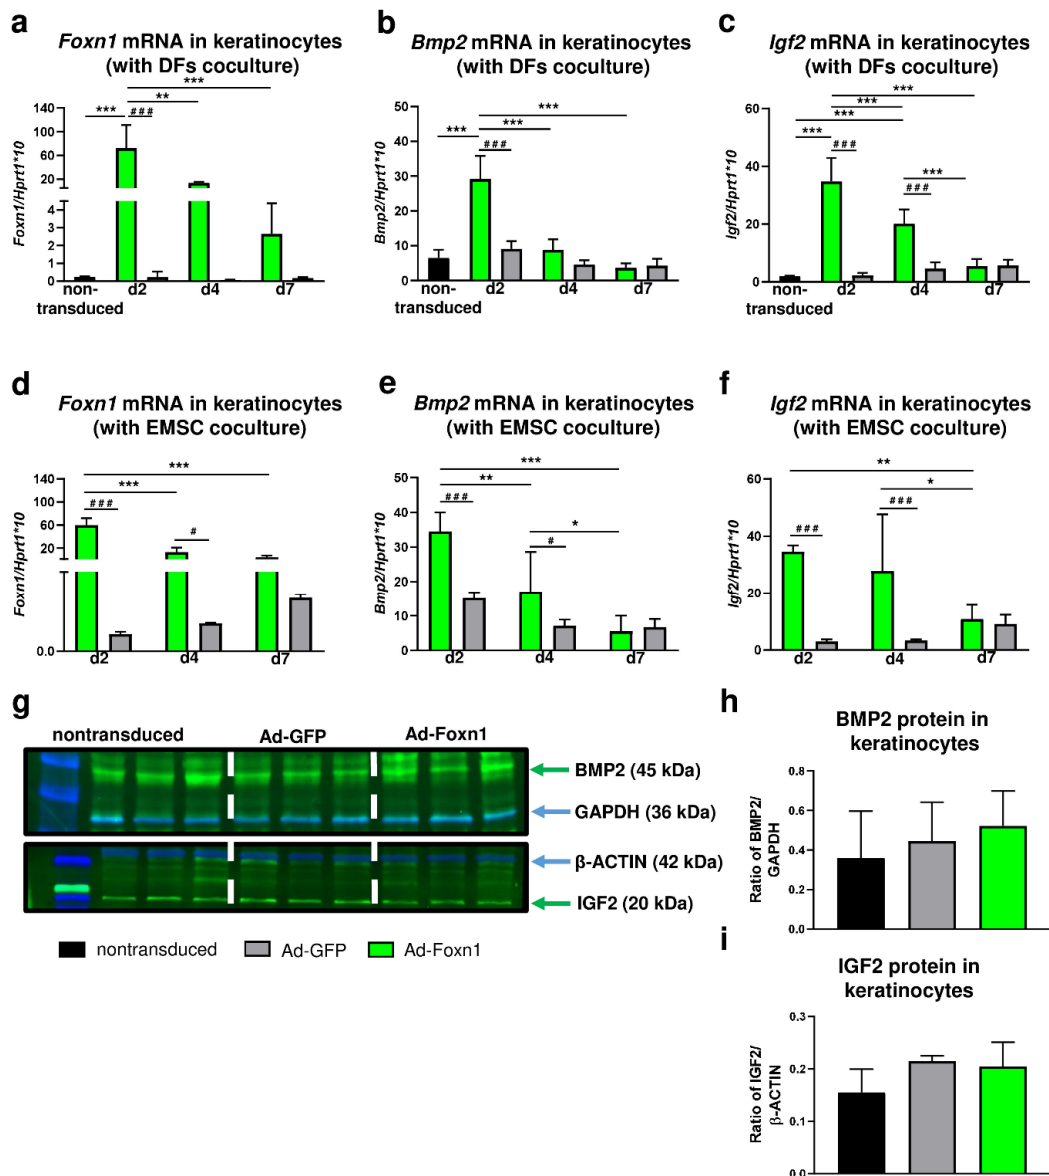 a
Foxn1 mRNA in keratinocytes
(with DFs coculture)
***
**
***
###
140
100
60
20
4
3
2
1
0
Foxn1/Hprt1*10
non-
transduced
d2
d4
d7
b
Bmp2 mRNA in keratinocytes
(with DFs coculture)
***
***
***
###
50
40
30
20
10
0
Bmp2/Hprt1*10
non-
transduced
d2
d4
d7
c
Igf2 mRNA in keratinocytes
(with DFs coculture)
***
***
***
***
###
***
###
60
40
20
0
Igf2/Hprt1*10
non-
transduced
d2
d4
d7
d
Foxn1 mRNA in keratinocytes
(with EMSC coculture)
***
***
###
#
140
100
60
20
0.0
Foxn1/Hprt1*10
d2
d4
d7
e
Bmp2 mRNA in keratinocytes
(with EMSC coculture)
***
**
###
*
#
50
40
30
20
10
0
Bmp2/Hprt1*10
d2
d4
d7
f
Igf2 mRNA in keratinocytes
(with EMSC coculture)
**
*
###
###
60
40
20
0
Igf2/Hprt1*10
d2
d4
d7
g
nontransduced
Ad-GFP
Ad-Foxn1
BMP2 (45 kDa)
GAPDH (36 kDa)
β-ACTIN (42 kDa)
IGF2 (20 kDa)
nontransduced
Ad-GFP
Ad-Foxn1
h
BMP2 protein in
keratinocytes
0.8
0.6
0.4
0.2
0.0
Ratio of BMP2/
GAPDH
i
IGF2 protein in
keratinocytes
0.3
0.2
0.1
0.0
Ratio of IGF2/
β-ACTIN